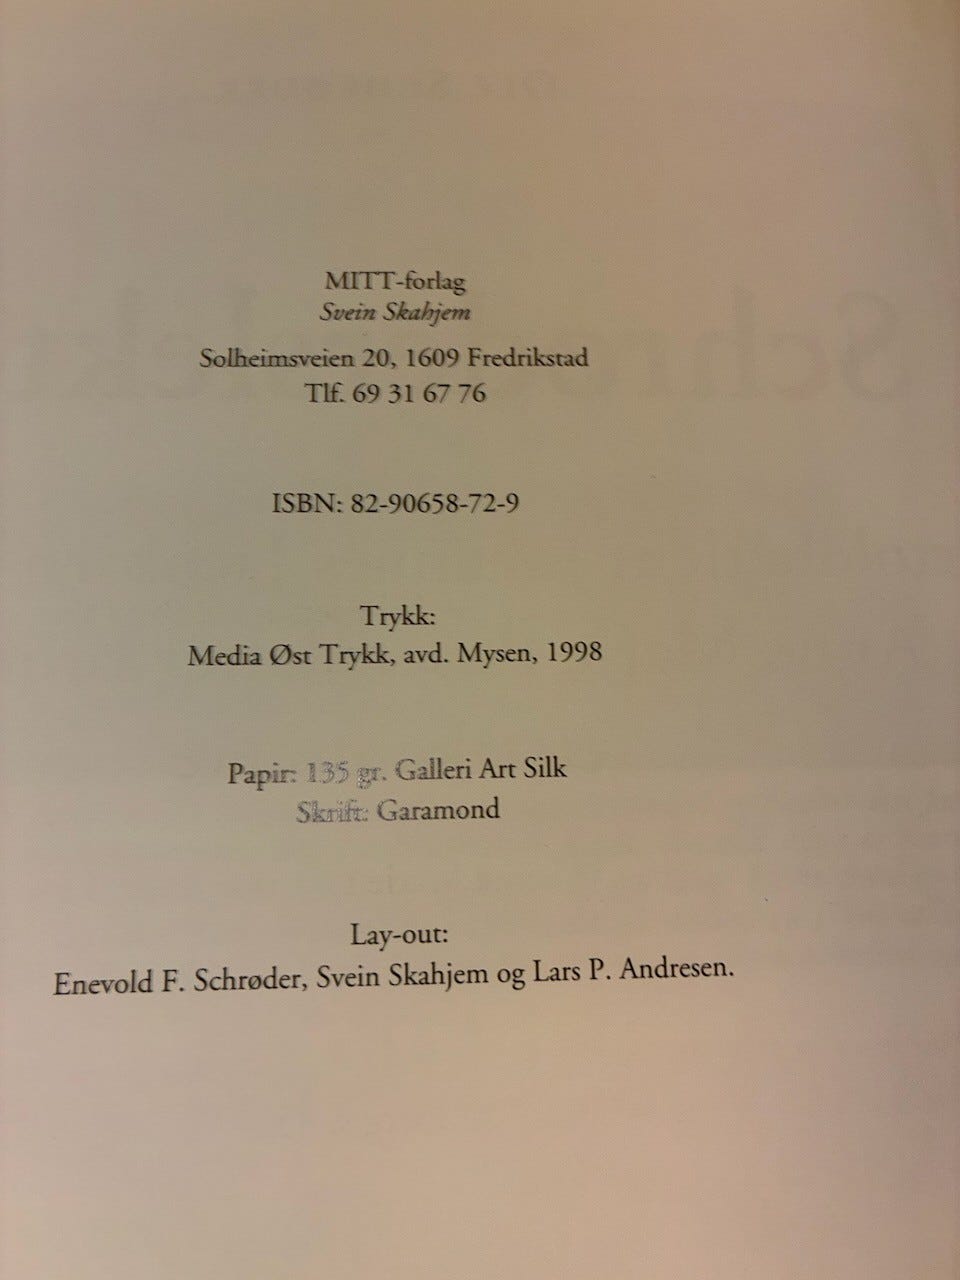 MITT-forlag
Svein Skahjem
Solheimsveien 20, 1609 Fredrikstad
Tlf. 69 31 67 76
ISBN: 82-90658-72-9
Trykk:
Media Øst Trykk, avd. Mysen, 1998
Papir: 135 gr. Galleri Art Silk
Skrift: Garamond
Lay-out:
Enevold F. Schrøder, Svein Skahjem og Lars P. Andresen.